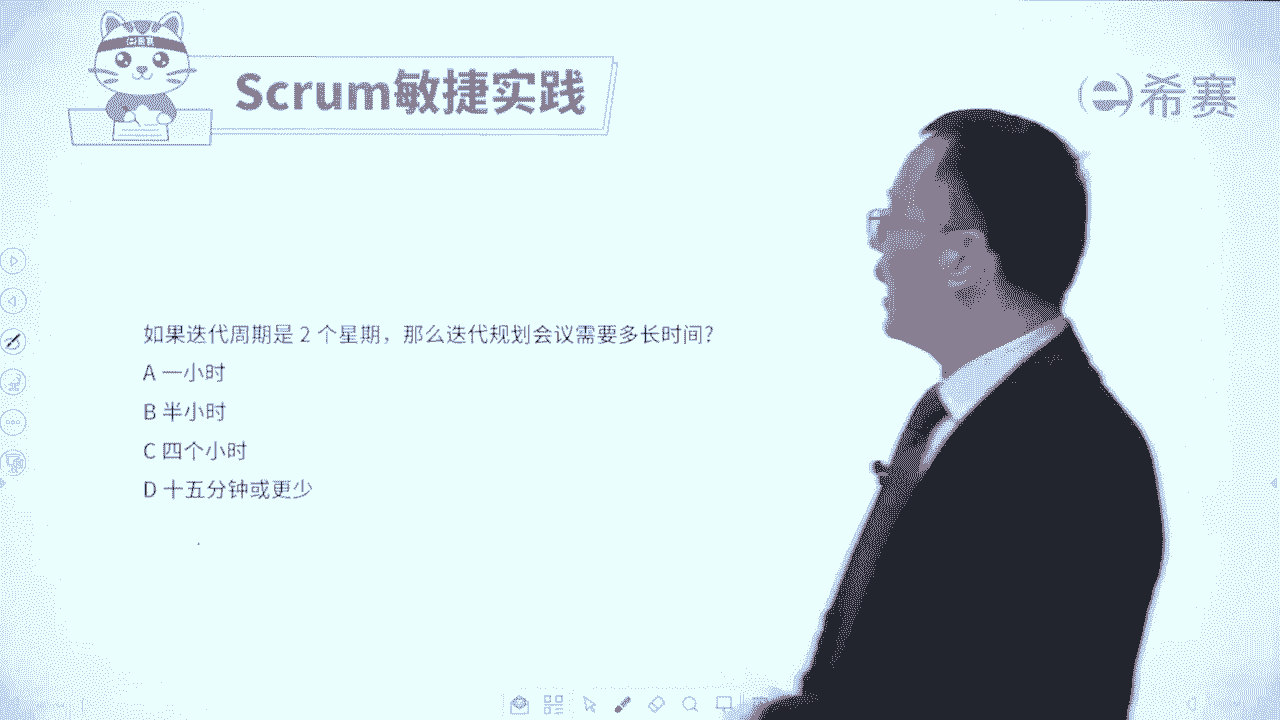 Scrum敏捷实践
希赛
如果迭代周期是 2 个星期，那么迭代规划会议需要多长时间？
A 一小时
B 半小时
C 四个小时
D 十五分钟或更少